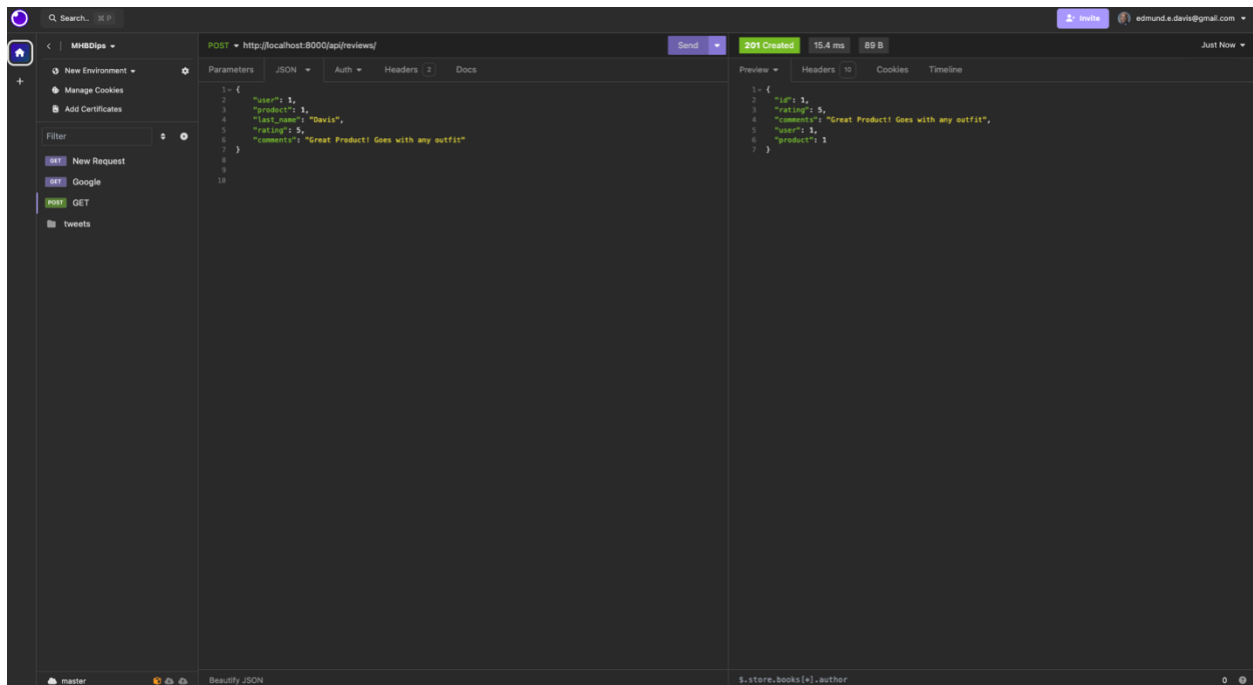 Search.. ⌘ P
Invite
edmund.e.davis@gmail.com
MHBDips
New Environment
Manage Cookies
Add Certificates
Filter
GET New Request
GET Google
POST GET
tweets
master
POST http://localhost:8000/api/reviews/
Send
Parameters JSON Auth Headers 2 Docs
1 {
2 "user": 1,
3 "product": 1,
4 "last_name": "Davis",
5 "rating": 5,
6 "comments": "Great Product! Goes with any outfit"
7 }
8
9
10
Beautify JSON
201 Created 15.4 ms 89 B Just Now
Preview Headers 10 Cookies Timeline
1 {
2 "id": 1,
3 "rating": 5,
4 "comments": "Great Product! Goes with any outfit",
5 "user": 1,
6 "product": 1
7 }
$.store.books[*].author
0